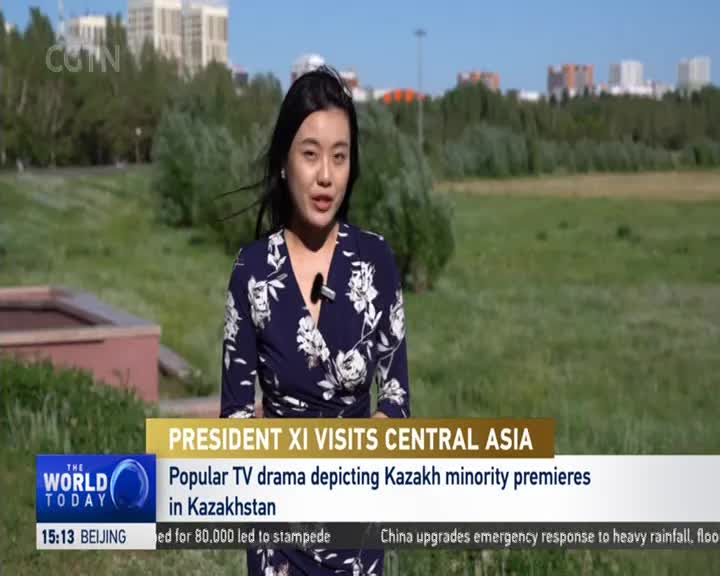 CGTN
PRESIDENT XI VISITS CENTRAL ASIA
THE
WORLD
TODAY
Popular TV drama depicting Kazakh minority premieres
in Kazakhstan
15:13 BEIJING
ed for 80,000 led to stampede China upgrades emergency response to heavy rainfall, floo